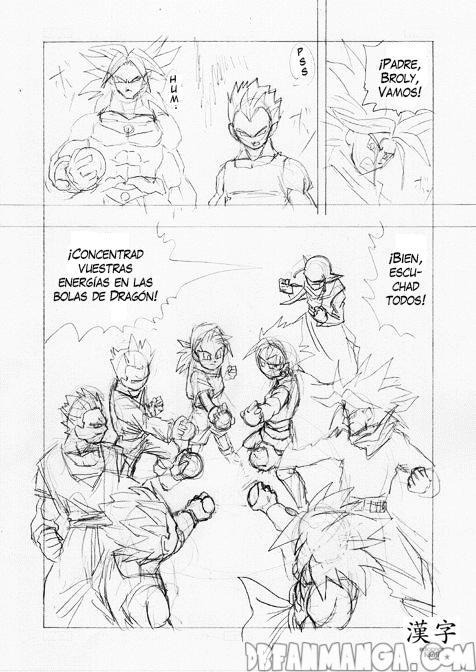 ¡PADRE,
BROLY,
VAMOS!
PSS
HUM.
¡BIEN,
ESCU-
CHAD
TODOS!
¡CONCENTRAD
VUESTRAS
ENERGÍAS EN LAS
BOLAS DE DRAGÓN!
漢字
DBFANMANGA.COM